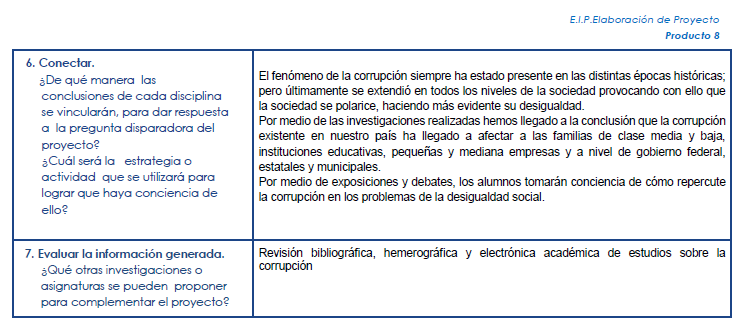 E.I.P.Elaboración de Proyecto
Producto 8
6. Conectar.
¿De qué manera las
conclusiones de cada disciplina
se vincularán, para dar respuesta
a la pregunta disparadora del
proyecto?
¿Cuál será la estrategia o
actividad que se utilizará para
lograr que haya conciencia de
ello?
El fenómeno de la corrupción siempre ha estado presente en las distintas épocas históricas;
pero últimamente se extendió en todos los niveles de la sociedad provocando con ello que
la sociedad se polarice, haciendo más evidente su desigualdad.
Por medio de las investigaciones realizadas hemos llegado a la conclusión que la corrupción
existente en nuestro país ha llegado a afectar a las familias de clase media y baja,
instituciones educativas, pequeñas y mediana empresas y a nivel de gobierno federal,
estatales y municipales.
Por medio de exposiciones y debates, los alumnos tomarán conciencia de cómo repercute
la corrupción en los problemas de la desigualdad social.
7. Evaluar la información generada.
¿Qué otras investigaciones o
asignaturas se pueden proponer
para complementar el proyecto?
Revisión bibliográfica, hemerográfica y electrónica académica de estudios sobre la
corrupción